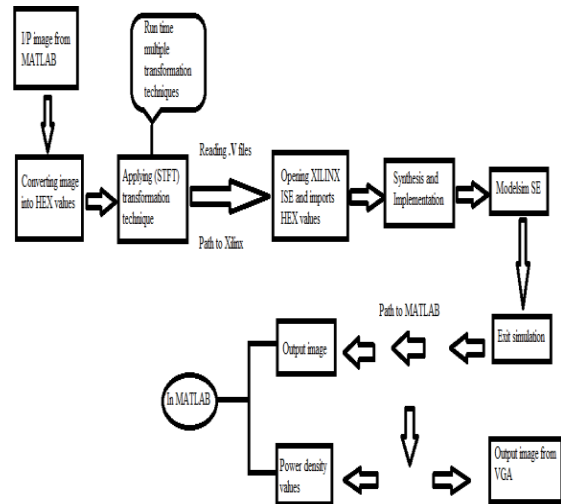 I/P image from
MATLAB
Run time
multiple
transformation
techniques
Converting image
into HEX values
Applying (STFT)
transformation
technique
Reading .V files
Path to Xilinx
Opening XILINX
ISE and imports
HEX values
Synthesis and
Implementation
Modelsim SE
Exit simulation
Path to MATLAB
Output image
In MATLAB
Power density
values
Output image from
VGA